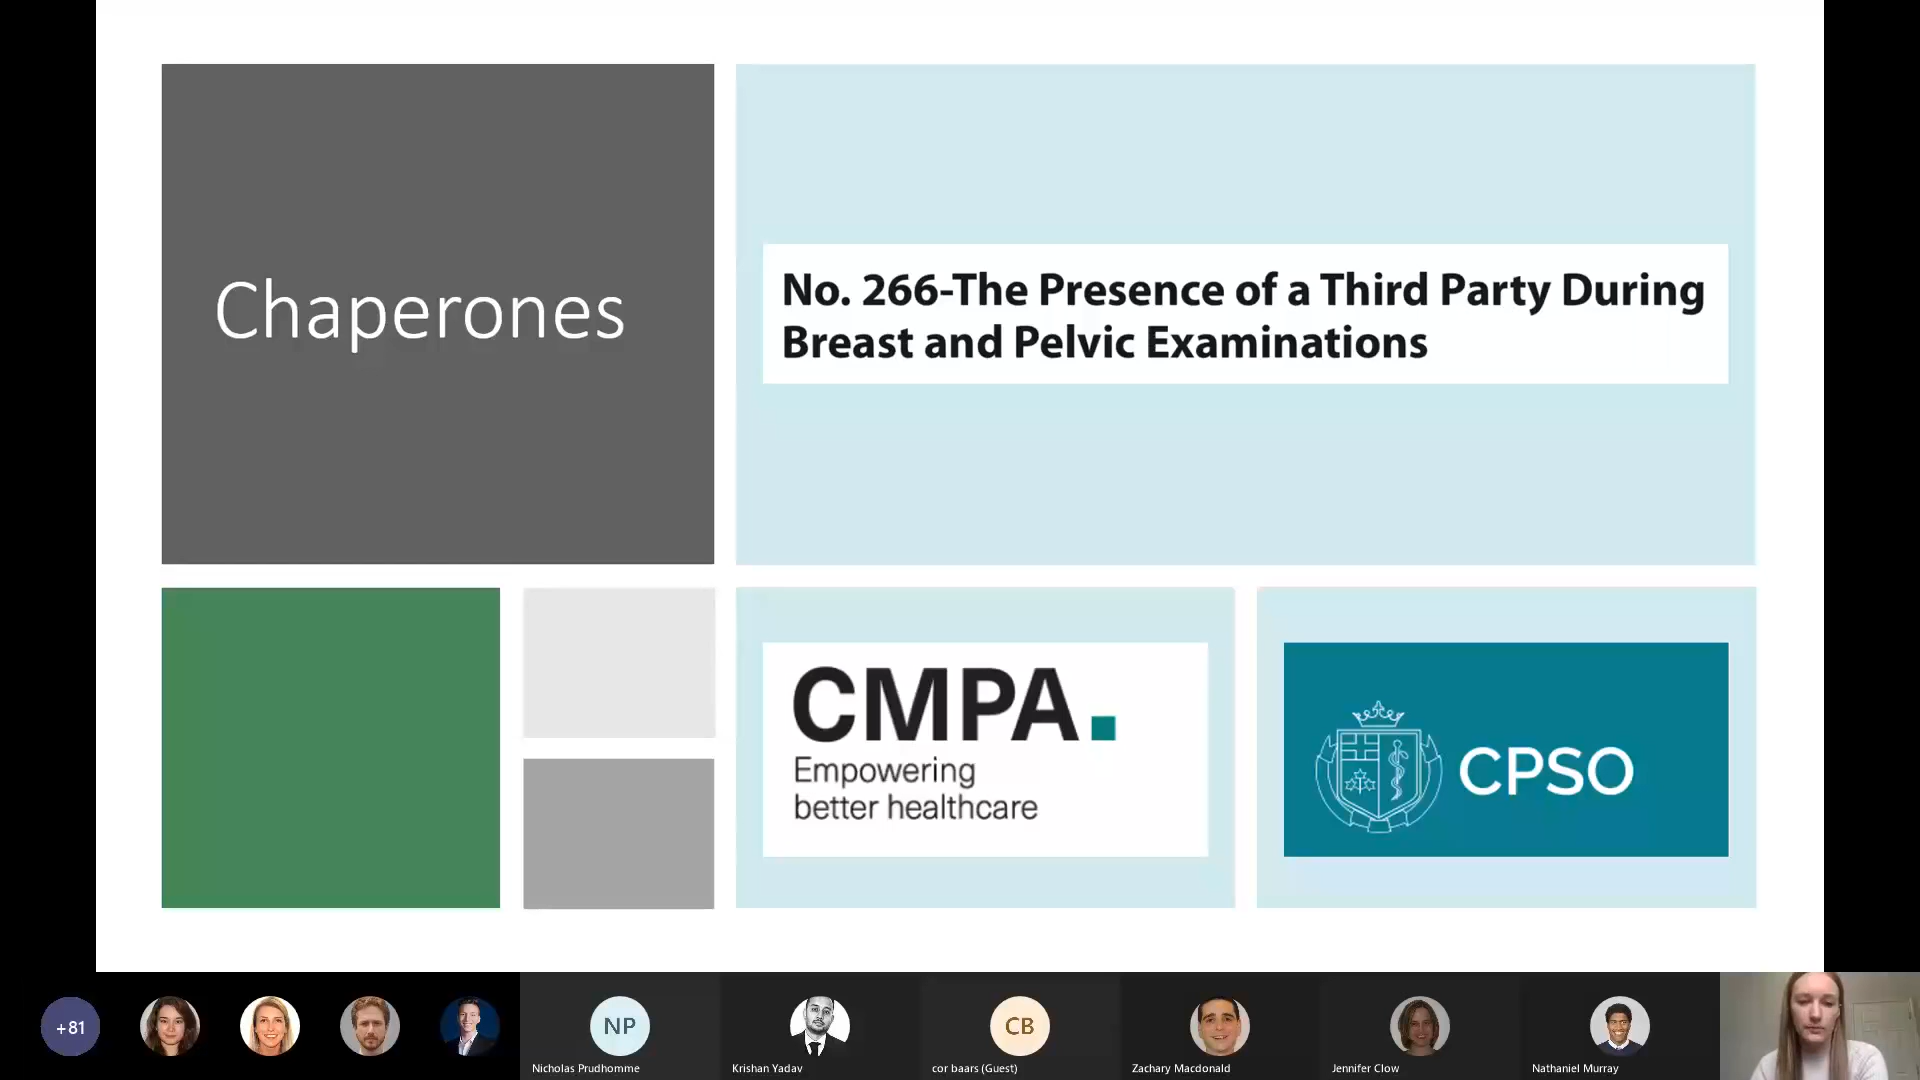 Chaperones
No. 266-The Presence of a Third Party During
Breast and Pelvic Examinations
CMPA.
Empowering
better healthcare
CPSO
+81
NP
CB
Nicholas Prudhomme
Krishan Yadav
cor baars (Guest)
Zachary Macdonald
Jennifer Clow
Nathaniel Murray